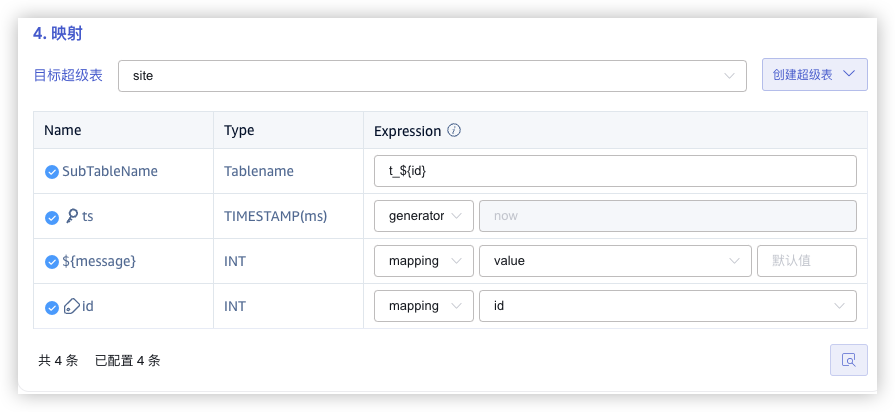 4. 映射
目标超级表 site 创建超级表
Name Type Expression
SubTableName Tablename t_${id}
ts TIMESTAMP(ms) generator now
${message} INT mapping value 默认值
id INT mapping id
共 4 条 已配置 4 条